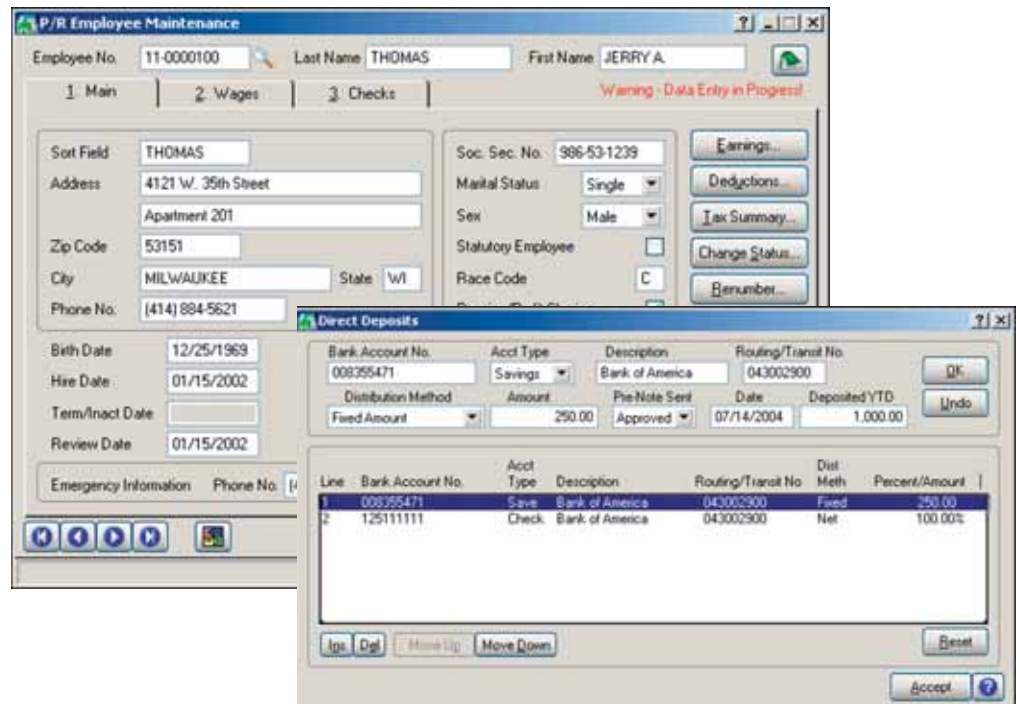 P/R Employee Maintenance
Employee No. 11-0000100 Last Name THOMAS First Name JERRY A.
1. Main 2. Wages 3. Checks Warning - Data Entry in Progress!
Sort Field THOMAS
Address 4121 W. 35th Street
Apartment 201
Zip Code 53151
City MILWAUKEE State WI
Phone No. (414) 884-5621
Soc. Sec. No. 986-53-1239
Marital Status Single
Sex Male
Statutory Employee
Race Code C
Earnings...
Deductions...
Tax Summary...
Change Status...
Renumber...
Birth Date 12/25/1969
Hire Date 01/15/2002
Term/Inact Date
Review Date 01/15/2002
Emergency Information Phone No.
Direct Deposits
Bank Account No. Acct Type Description Routing/Transit No.
008355471 Savings Bank of America 043002900 OK
Distribution Method Amount Pre-Note Sent Date Deposited YTD
Fixed Amount 250.00 Approved 07/14/2004 1,000.00 Undo
Line Bank Account No. Acct Type Description Routing/Transit No Dist Meth Percent/Amount
1 008355471 Save Bank of America 043002900 Fixed 250.00
2 125111111 Check Bank of America 043002900 Net 100.00%
Ins Del Move Up Move Down Reset
Accept